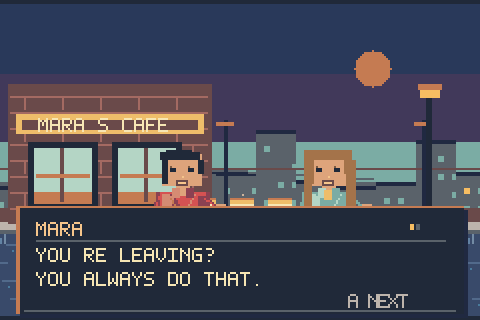 MARA S CAFE
MARA
YOU RE LEAVING?
YOU ALWAYS DO THAT.
A NEXT